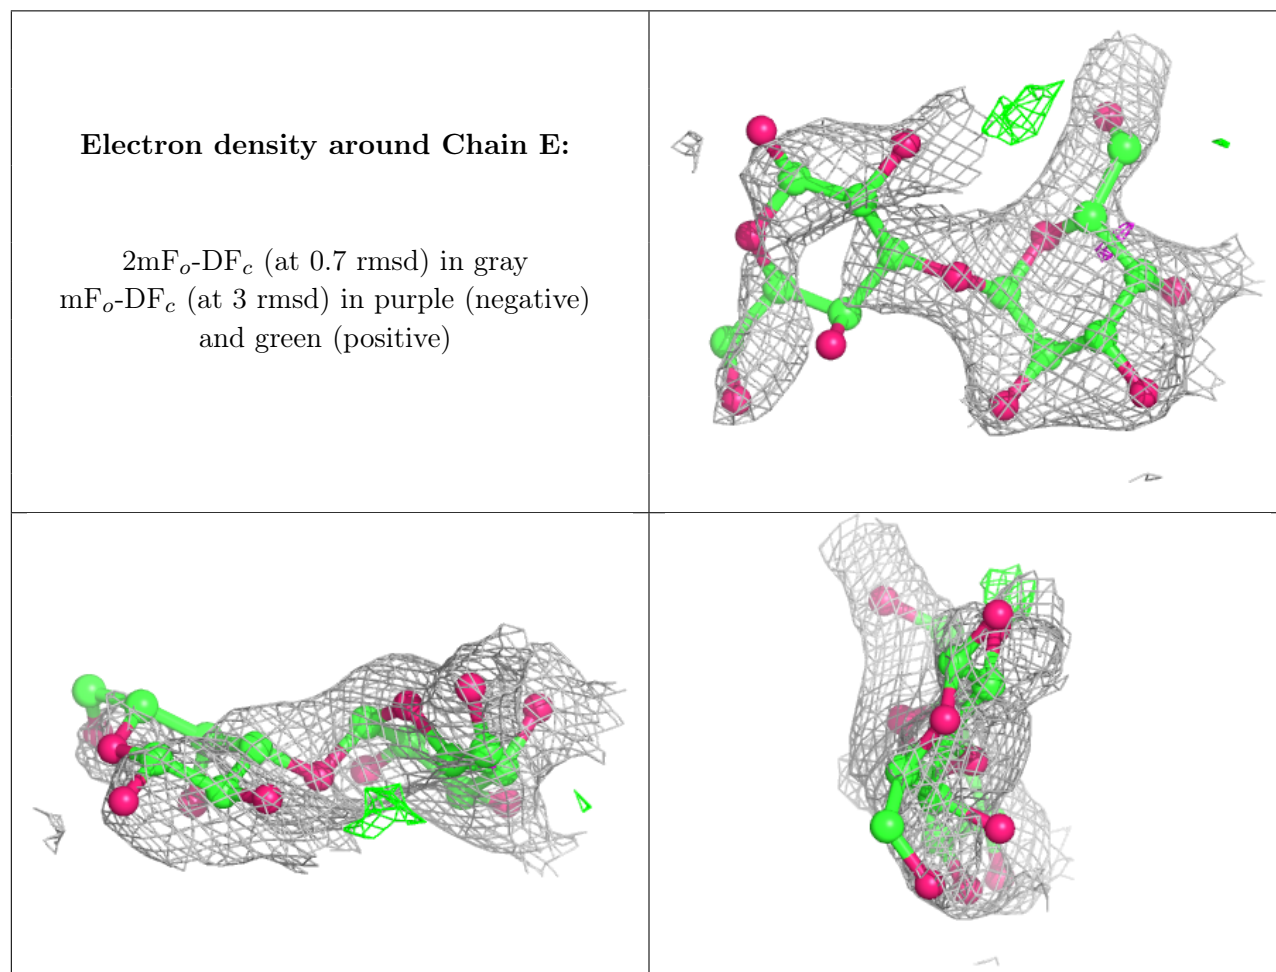 Electron density around Chain E:
2mFo-DFc (at 0.7 rmsd) in gray
mFo-DFc (at 3 rmsd) in purple (negative)
and green (positive)